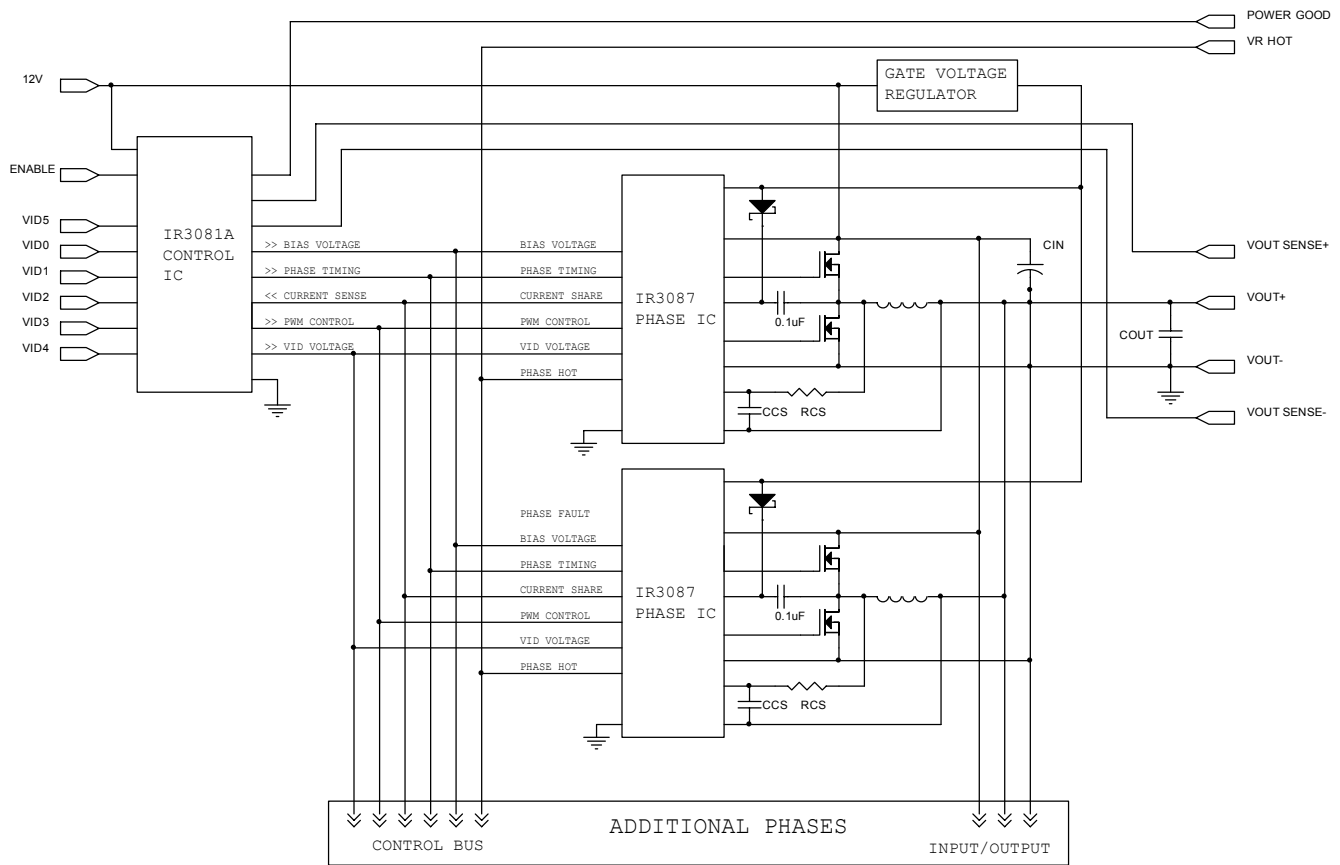 POWER GOOD
VR HOT
12V
GATE VOLTAGE
REGULATOR
ENABLE
VID5
VID0
VID1
VID2
VID3
VID4
IR3081A
CONTROL
IC
>> BIAS VOLTAGE
>> PHASE TIMING
<< CURRENT SENSE
>> PWM CONTROL
>> VID VOLTAGE
BIAS VOLTAGE
PHASE TIMING
CURRENT SHARE
PWM CONTROL
VID VOLTAGE
PHASE HOT
IR3087
PHASE IC
0.1uF
CCS
RCS
CIN
COUT
VOUT SENSE+
VOUT+
VOUT-
VOUT SENSE-
PHASE FAULT
BIAS VOLTAGE
PHASE TIMING
CURRENT SHARE
PWM CONTROL
VID VOLTAGE
PHASE HOT
IR3087
PHASE IC
0.1uF
CCS
RCS
ADDITIONAL PHASES
CONTROL BUS
INPUT/OUTPUT